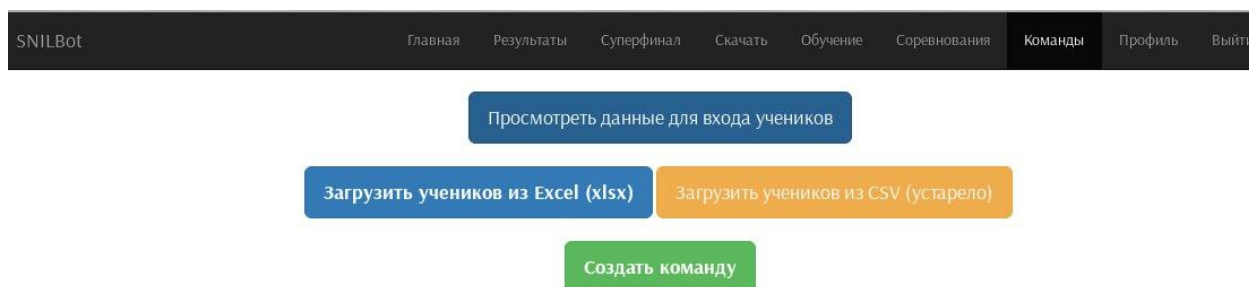 SNILBot Главная Результаты Суперфинал Скачать Обучение Соревнования Команды Профиль Выйти
Просмотреть данные для входа учеников
Загрузить учеников из Excel (xlsx) Загрузить учеников из CSV (устарело)
Создать команду